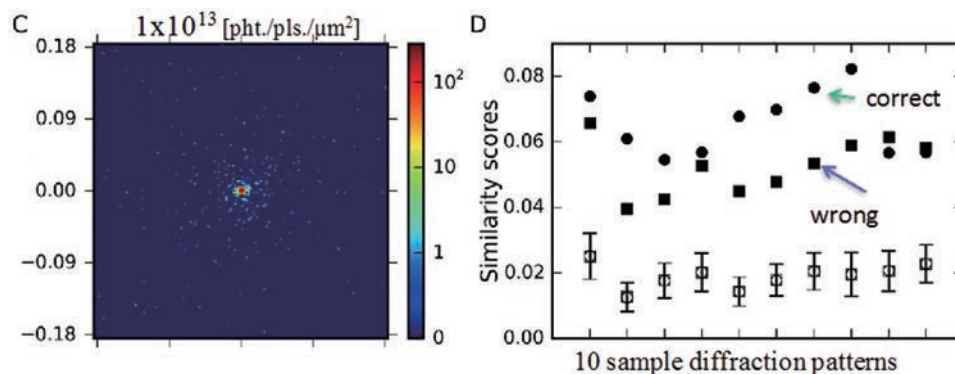 C
1x10¹³ [pht./pls./μm²]
0.18
0.09
0.00
−0.09
−0.18
10²
10
1
0
D
Similarity scores
0.08
0.06
0.04
0.02
0.00
correct
wrong
10 sample diffraction patterns